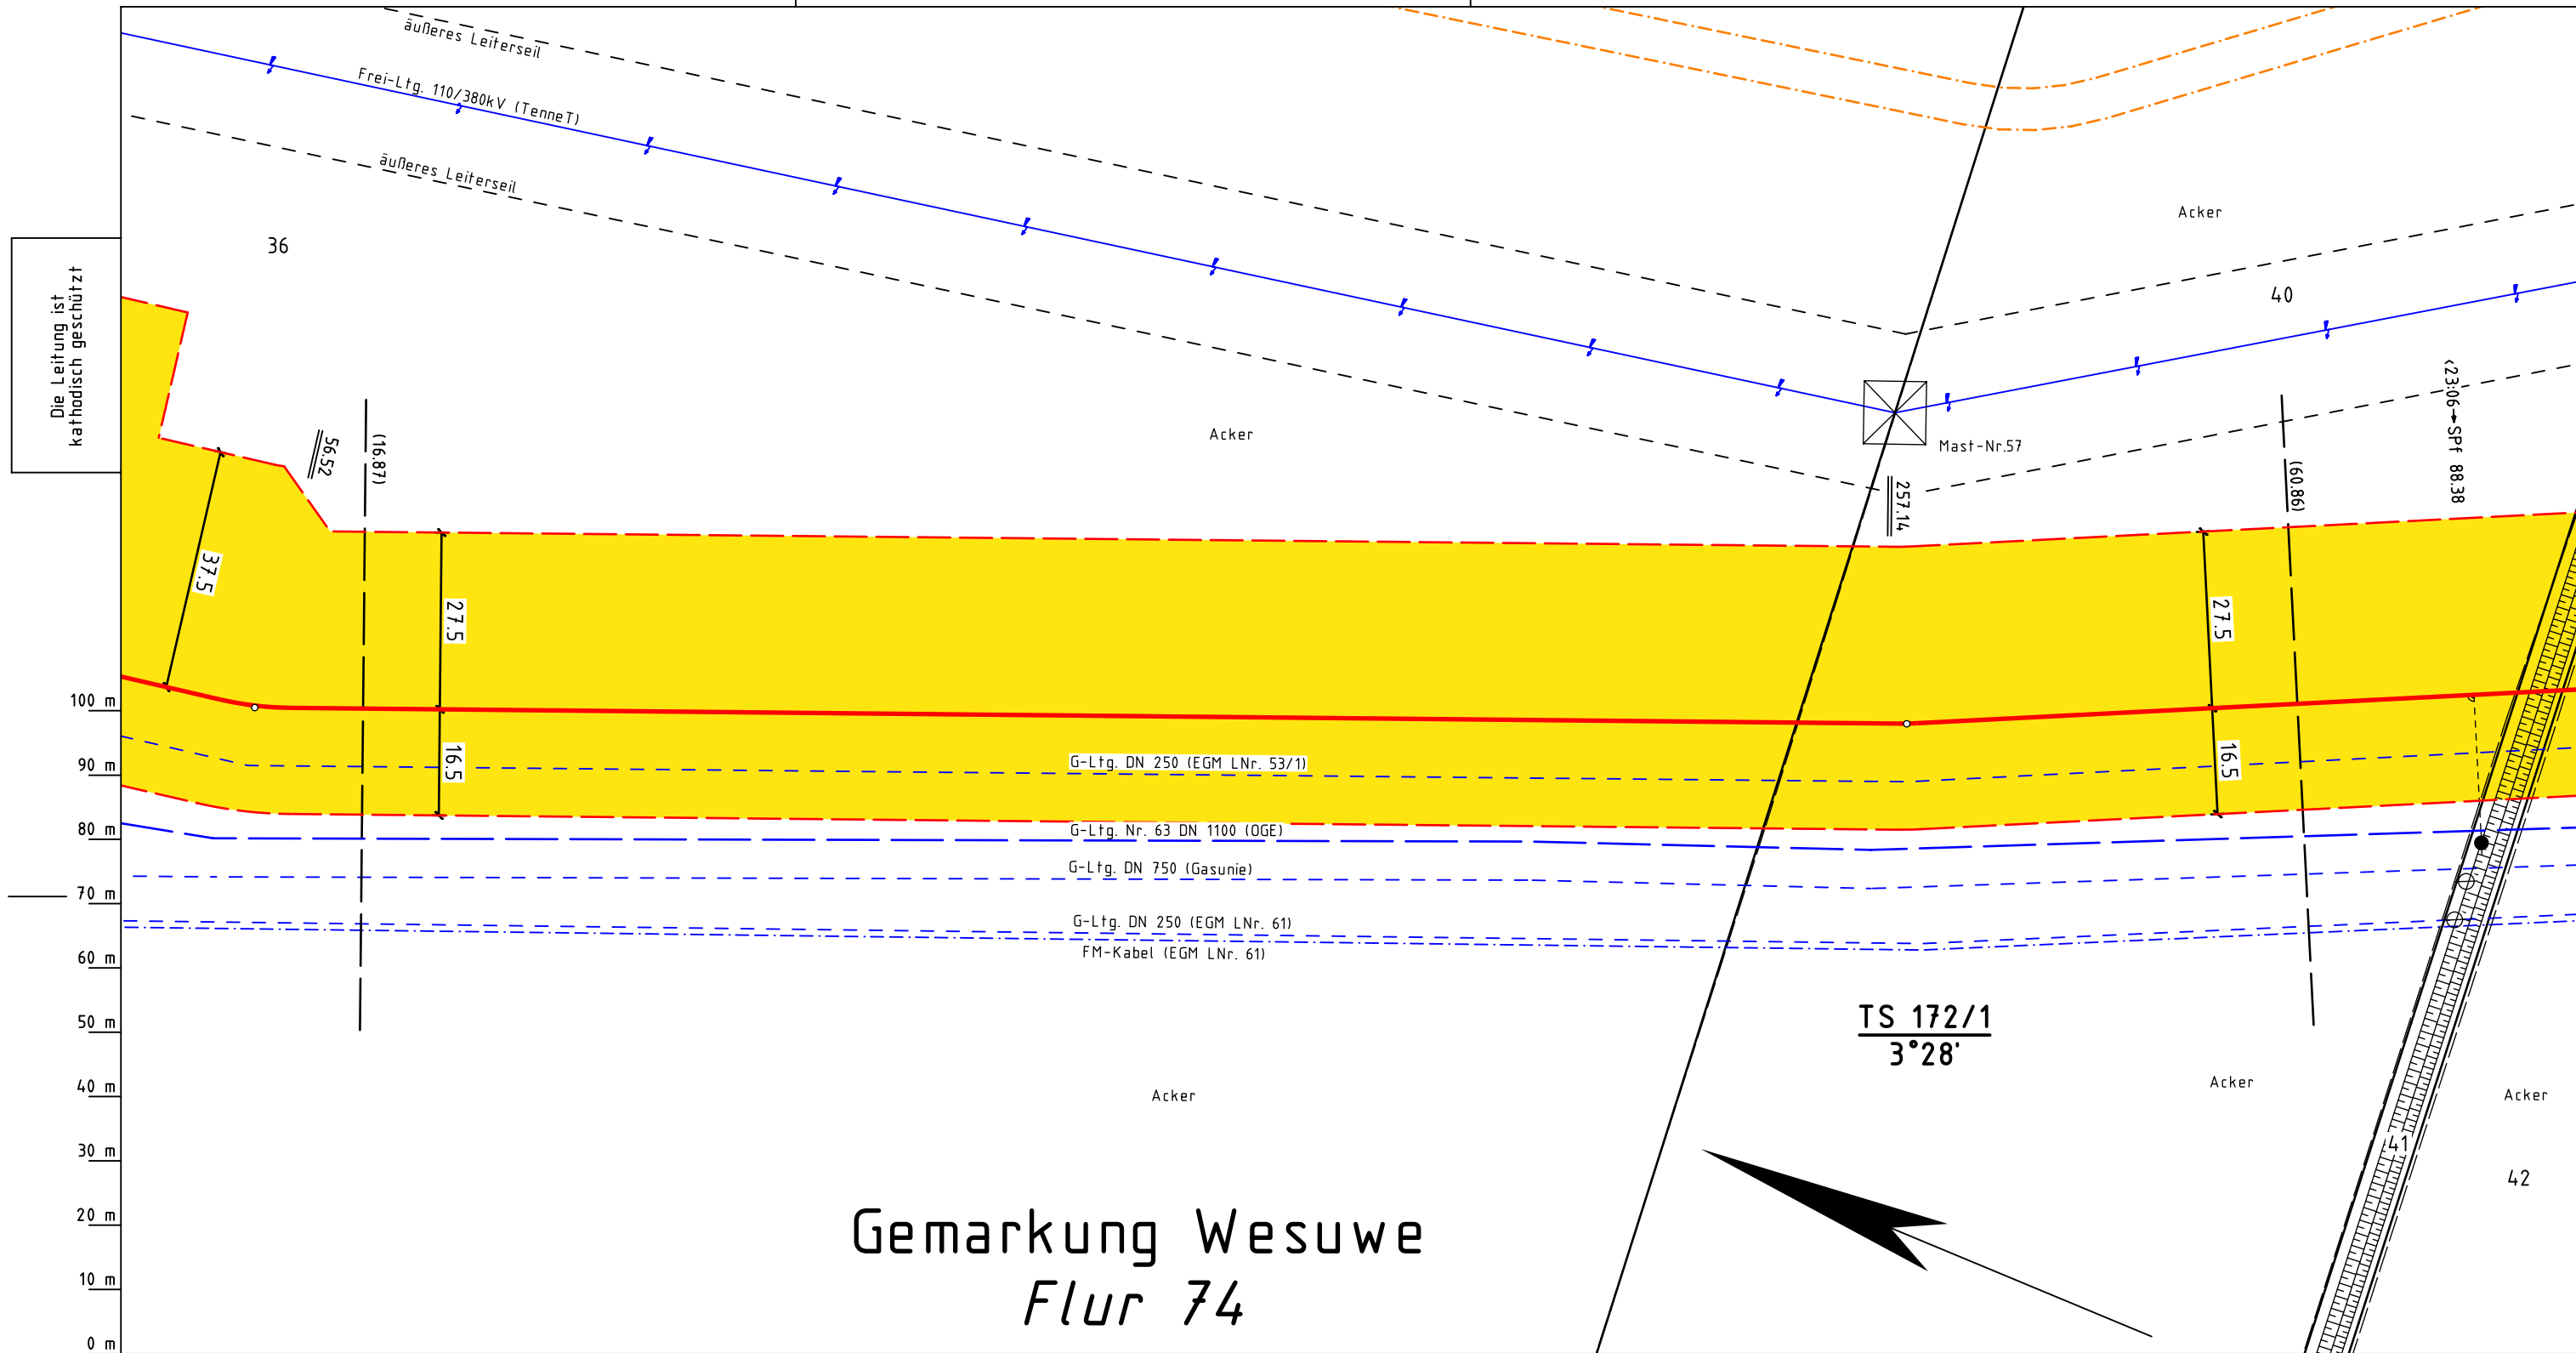 äußeres Leiterseil
Frei-Ltg. 110/380kV (TenneT)
äußeres Leiterseil
Acker
36
40
Die Leitung ist
kathodisch geschützt
56.52
(16.87)
Acker
Mast-Nr.57
257.14
(60.86)
<23:06 SPf 88.38
37.5
27.5
27.5
16.5
16.5
100 m
90 m
80 m
70 m
60 m
50 m
40 m
30 m
20 m
10 m
0 m
G-Ltg. DN 250 (EGM LNr. 53/1)
G-Ltg. Nr. 63 DN 1100 (OGE)
G-Ltg. DN 750 (Gasunie)
G-Ltg. DN 250 (EGM LNr. 61)
FM-Kabel (EGM LNr. 61)
TS 172/1
3°28'
Acker
Acker
Acker
41
42
Gemarkung Wesuwe
Flur 74